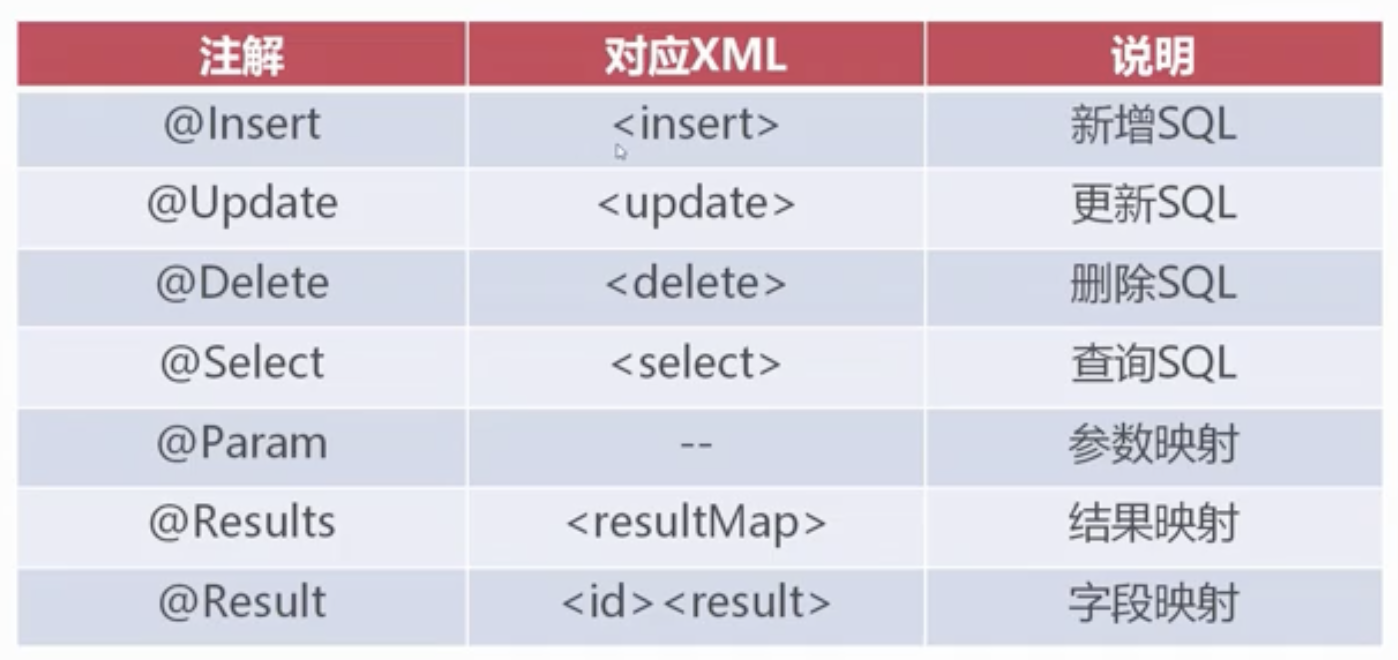 注解 对应XML 说明
@Insert <insert> 新增SQL
@Update <update> 更新SQL
@Delete <delete> 删除SQL
@Select <select> 查询SQL
@Param -- 参数映射
@Results <resultMap> 结果映射
@Result <id><result> 字段映射